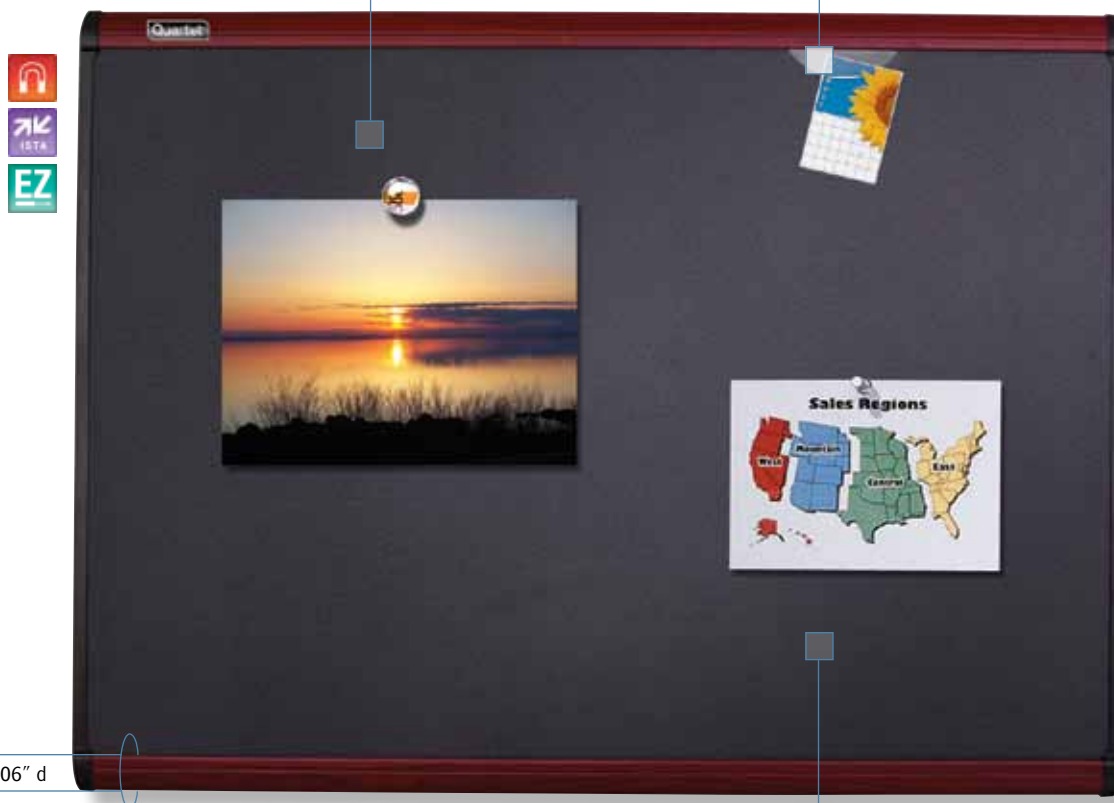 Quartet
ISTA
EZ
Sales Regions
West
Mountain
Central
East
06" d